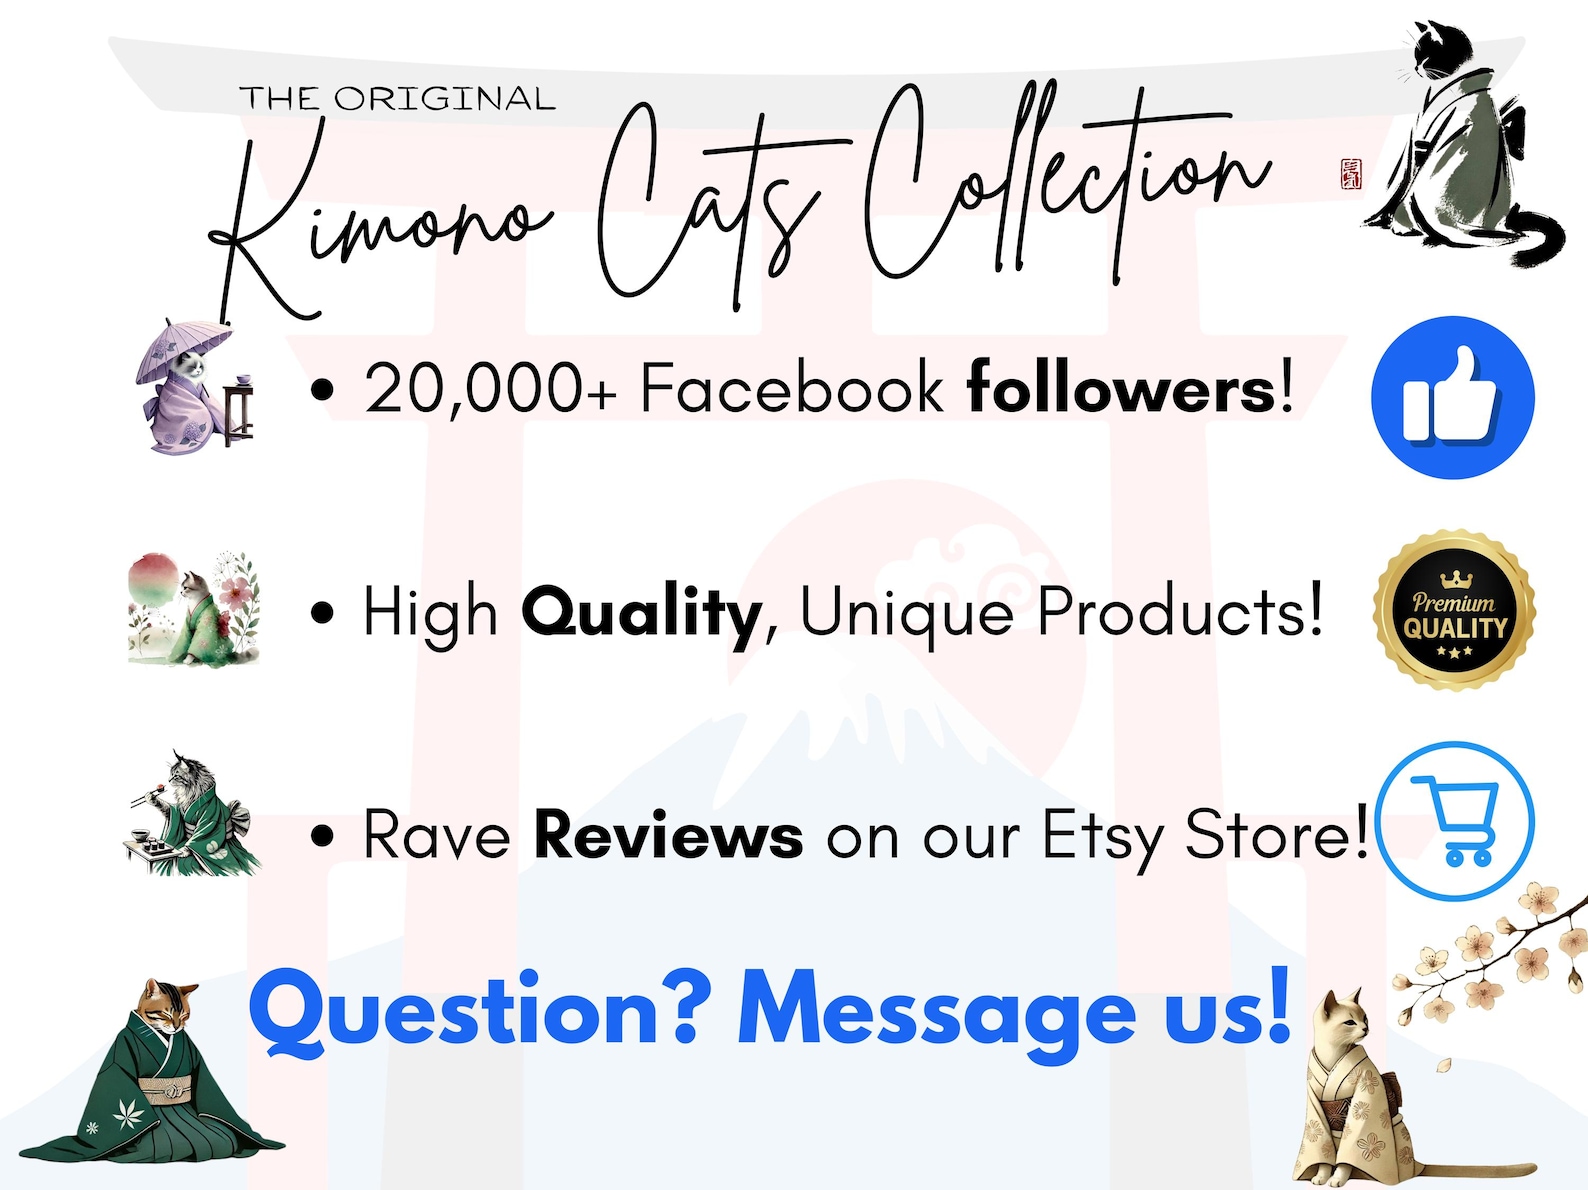 THE ORIGINAL
Kimono Cats Collection
• 20,000+ Facebook followers!
• High Quality, Unique Products!
Premium
QUALITY
• Rave Reviews on our Etsy Store!
Question? Message us!